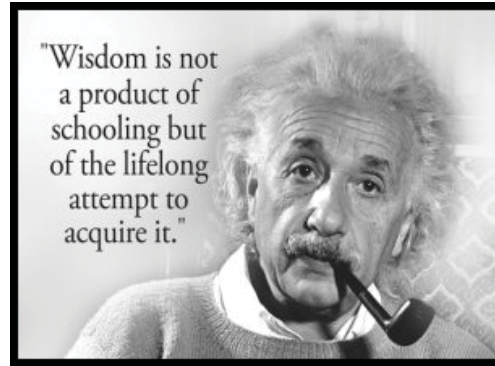 "Wisdom is not
a product of
schooling but
of the lifelong
attempt to
acquire it."